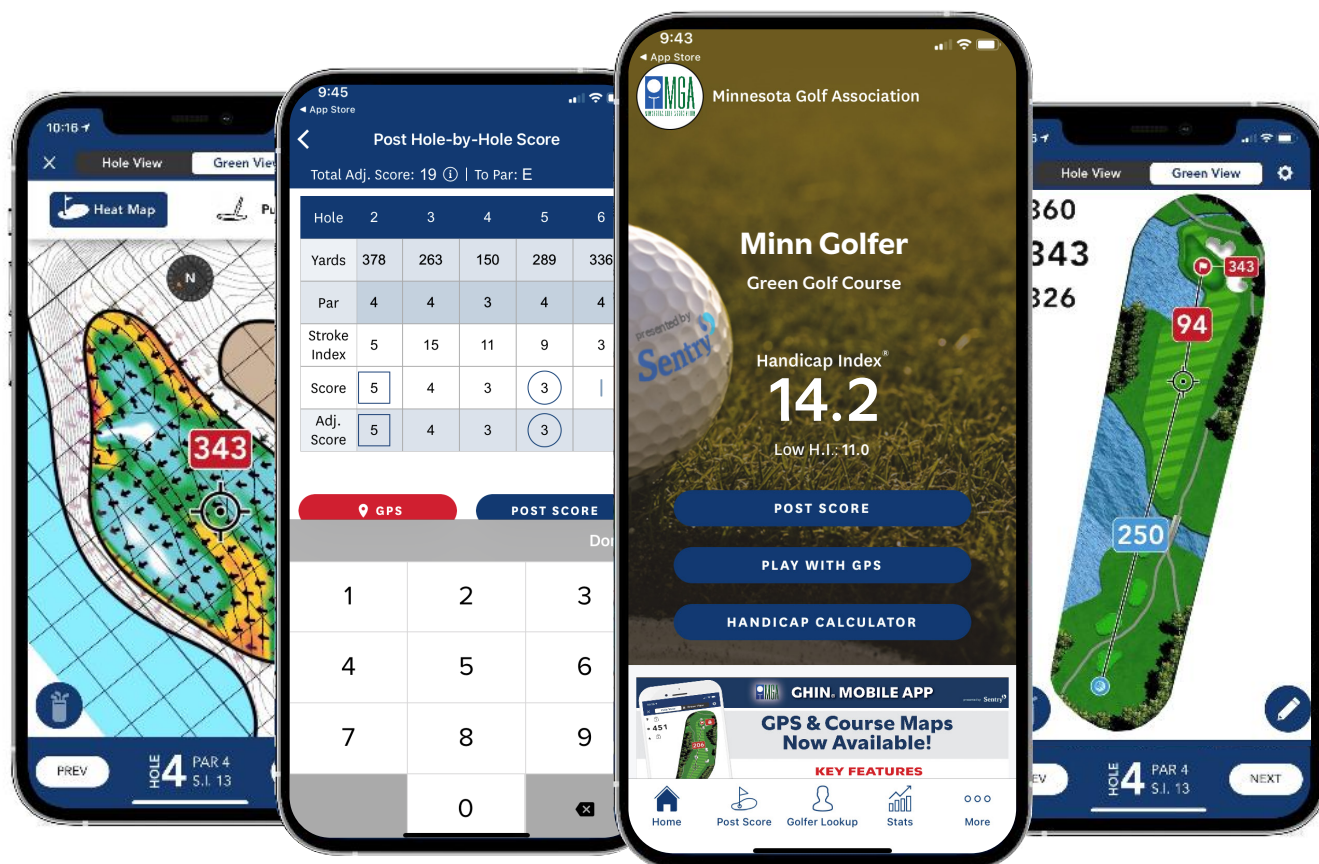 10:16
Hole View
Green Vie
Heat Map
Pu
N
343
PREV
HOLE
4
PAR 4
S.I. 13
9:45
App Store
Post Hole-by-Hole Score
Total Adj. Score: 19 | To Par: E
Hole 2 3 4 5 6
Yards 378 263 150 289 336
Par 4 4 3 4 4
Stroke Index 5 15 11 9 3
Score 5 4 3 3
Adj. Score 5 4 3 3
GPS
POST SCORE
Don
1 2 3
4 5 6
7 8 9
0
9:43
App Store
MGA
Minnesota Golf Association
Minn Golfer
Green Golf Course
presented by
Sentry
Handicap Index®
14.2
Low H.I.: 11.0
POST SCORE
PLAY WITH GPS
HANDICAP CALCULATOR
GHIN® MOBILE APP
Sentry
GPS & Course Maps
Now Available!
KEY FEATURES
451
206
Home
Post Score
Golfer Lookup
Stats
More
Hole View
Green View
360
343
326
343
94
250
EV
HOLE
4
PAR 4
S.I. 13
NEXT